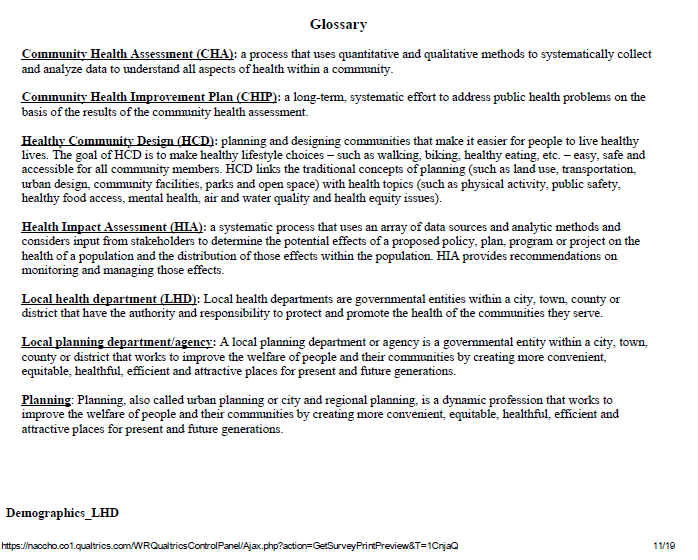 Glossary
Community Health Assessment (CHA): a process that uses quantitative and qualitative methods to systematically collect
and analyze data to understand all aspects of health within a community.
Community Health Improvement Plan (CHIP): a long-term, systematic effort to address public health problems on the
basis of the results of the community health assessment.
Healthy Community Design (HCD): planning and designing communities that make it easier for people to live healthy
lives. The goal of HCD is to make healthy lifestyle choices – such as walking, biking, healthy eating, etc. – easy, safe and
accessible for all community members. HCD links the traditional concepts of planning (such as land use, transportation,
urban design, community facilities, parks and open space) with health topics (such as physical activity, public safety,
healthy food access, mental health, air and water quality and health equity issues).
Health Impact Assessment (HIA): a systematic process that uses an array of data sources and analytic methods and
considers input from stakeholders to determine the potential effects of a proposed policy, plan, program or project on the
health of a population and the distribution of those effects within the population. HIA provides recommendations on
monitoring and managing those effects.
Local health department (LHD): Local health departments are governmental entities within a city, town, county or
district that have the authority and responsibility to protect and promote the health of the communities they serve.
Local planning department/agency: A local planning department or agency is a governmental entity within a city, town,
county or district that works to improve the welfare of people and their communities by creating more convenient,
equitable, healthful, efficient and attractive places for present and future generations.
Planning: Planning, also called urban planning or city and regional planning, is a dynamic profession that works to
improve the welfare of people and their communities by creating more convenient, equitable, healthful, efficient and
attractive places for present and future generations.
Demographics_LHD
https://naccho.co1.qualtrics.com/WRQualtricsControlPanel/Ajax.php?action=GetSurveyPrintPreview&T=1CnjaQ 11/19